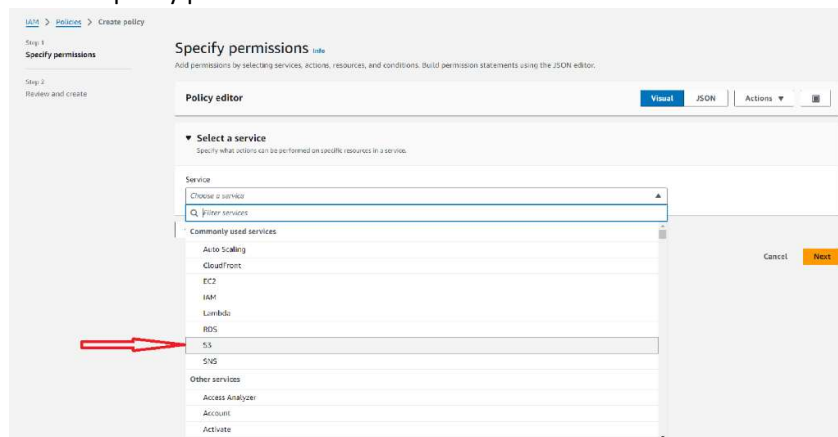 IAM > Policies > Create policy
Step 1
Specify permissions
Step 2
Review and create
Specify permissions Info
Add permissions by selecting services, actions, resources, and conditions. Build permission statements using the JSON editor.
Policy editor
Visual JSON Actions ▼
▼ Select a service
Specify what actions can be performed on specific resources in a service.
Service
Choose a service
Filter services
Commonly used services
Auto Scaling
CloudFront
EC2
IAM
Lambda
RDS
S3
SNS
Other services
Access Analyzer
Account
Activate
Cancel Next